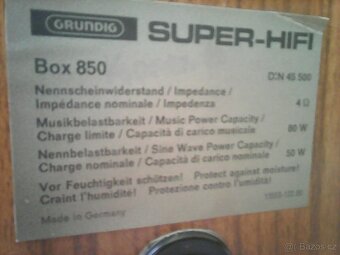 GRUNDIG SUPER-HIFI
Box 850 DIN 45 500
Nennscheinwiderstand / Impedance /
Impédance nominale / Impedenza 4 Ω
Musikbelastbarkeit / Music Power Capacity /
Charge limite / Capacità di carico musicale 80 W
Nennbelastbarkeit / Sine Wave Power Capacity /
Charge nominale / Capacità di carico nominale 50 W
Vor Feuchtigkeit schützen! Protect against moisture!
Craint l'humidité! Protezione contro l'umidità!
Made in Germany
Bazos.cz